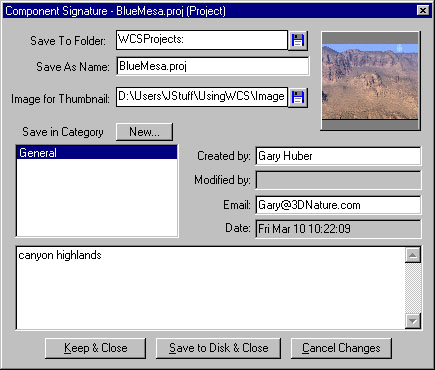 Component Signature - BlueMesa.proj (Project)
Save To Folder: WCSProjects:
Save As Name: BlueMesa.proj
Image for Thumbnail: D:\Users\JStuff\UsingWCS\Image
Save in Category New...
General
Created by: Gary Huber
Modified by:
Email: Gary@3DNature.com
Date: Fri Mar 10 10:22:09
canyon highlands
Keep & Close Save to Disk & Close Cancel Changes